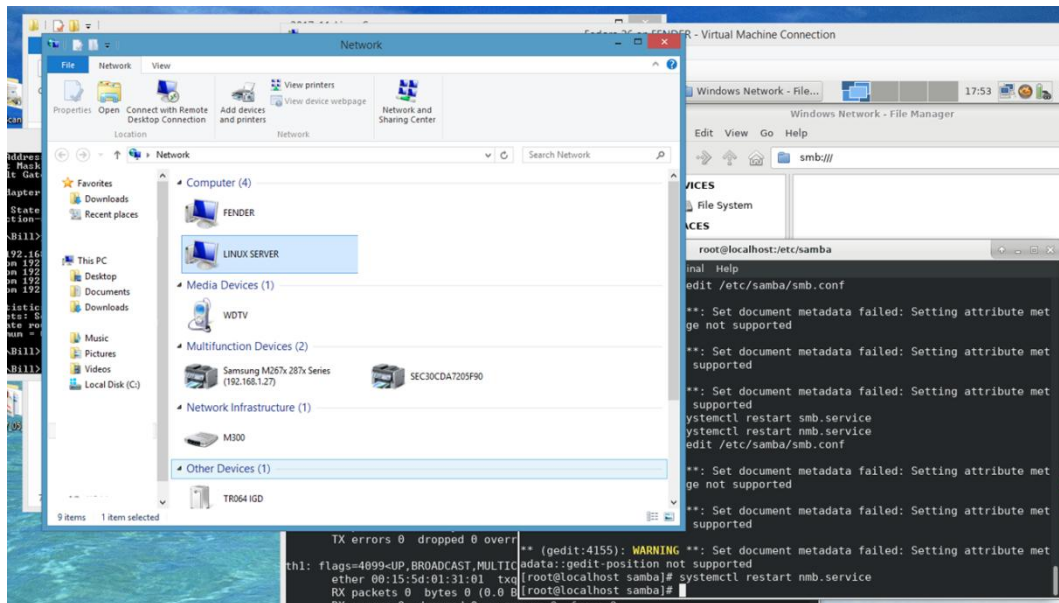 Network
File Network View
Properties Open Connect with Remote Desktop Connection
Add devices and printers
View printers
View device webpage
Network and Sharing Center
Location Network
Network
Search Network
Favorites
Downloads
Recent places
This PC
Desktop
Documents
Downloads
Music
Pictures
Videos
Local Disk (C:)
Computer (4)
FENDER
LINUX SERVER
Media Devices (1)
WDTV
Multifunction Devices (2)
Samsung M267x 287x Series
(192.168.1.27)
SEC30CDA7205F90
Network Infrastructure (1)
M300
Other Devices (1)
TR064 IGD
9 items 1 item selected
- Virtual Machine Connection
Windows Network - File...
17:53
Windows Network - File Manager
Edit View Go Help
smb:///
File System
root@localhost:/etc/samba
Help
edit /etc/samba/smb.conf
**: Set document metadata failed: Setting attribute met
ge not supported
**: Set document metadata failed: Setting attribute met
supported
**: Set document metadata failed: Setting attribute met
supported
ystemctl restart smb.service
ystemctl restart nmb.service
edit /etc/samba/smb.conf
**: Set document metadata failed: Setting attribute met
ge not supported
**: Set document metadata failed: Setting attribute met
supported
** (gedit:4155): WARNING **: Set document metadata failed: Setting attribute met
adata::gedit-position not supported
[root@localhost samba]# systemctl restart nmb.service
[root@localhost samba]#
TX errors 0 dropped 0 overr
th1: flags=4099<UP,BROADCAST,MULTIC
ether 00:15:5d:01:31:01 txq
RX packets 0 bytes 0 (0.0 B